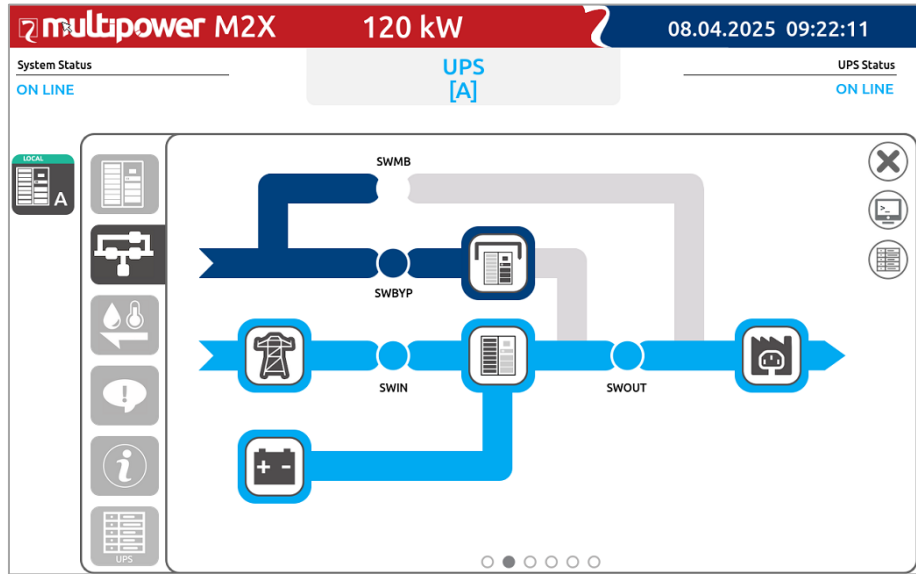 multipower M2X 120 kW 08.04.2025 09:22:11
System Status
ON LINE
UPS
[A]
UPS Status
ON LINE
LOCAL
A
SWMB
SWBYP
SWIN
SWOUT
+ -
>_
!
i
UPS